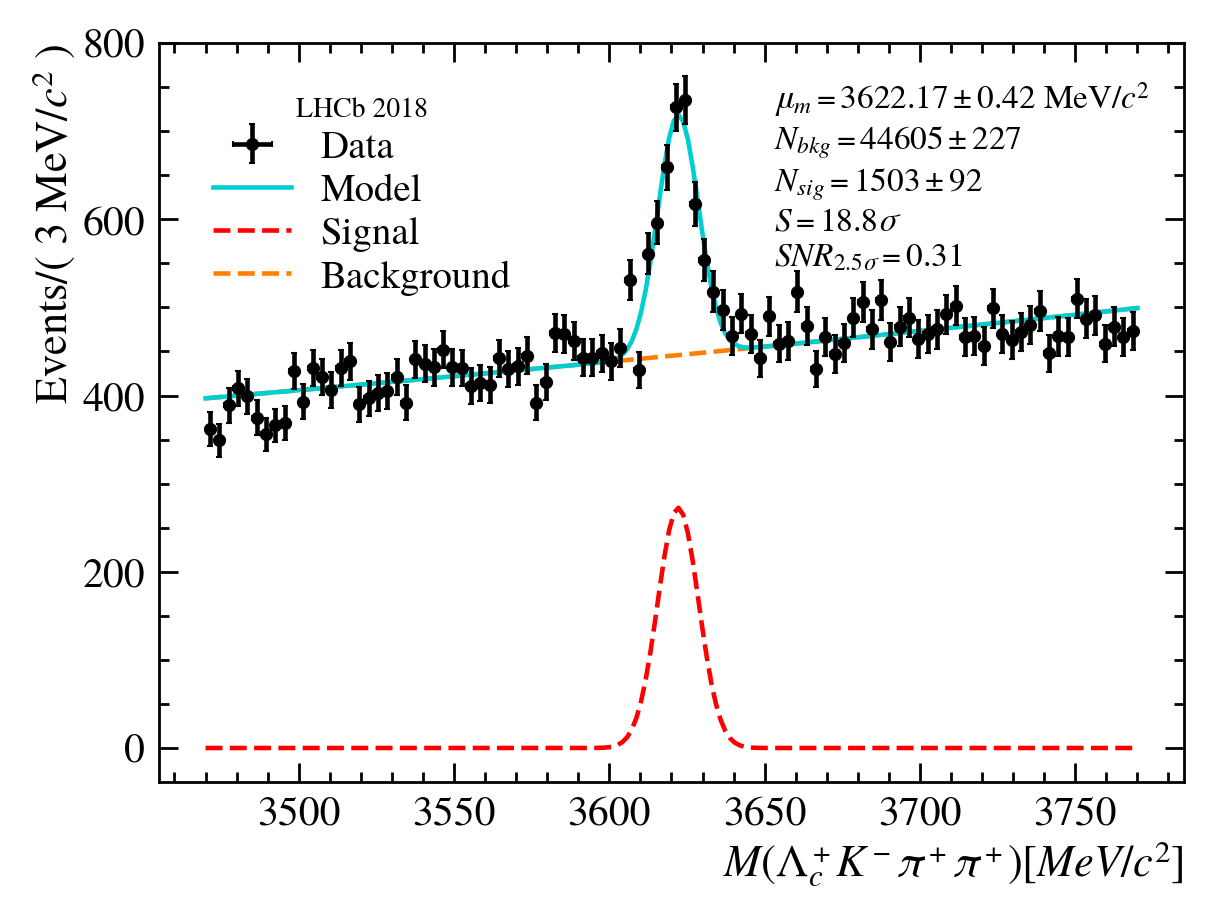 800
600
400
200
0
Events/( 3 MeV/c² )
LHCb 2018
Data
Model
Signal
Background
μ_m = 3622.17 ± 0.42 MeV/c²
N_bkg = 44605 ± 227
N_sig = 1503 ± 92
S = 18.8σ
SNR_2.5σ = 0.31
3500 3550 3600 3650 3700 3750
M(Λ_c^+ K^- π^+ π^+)[MeV/c²]